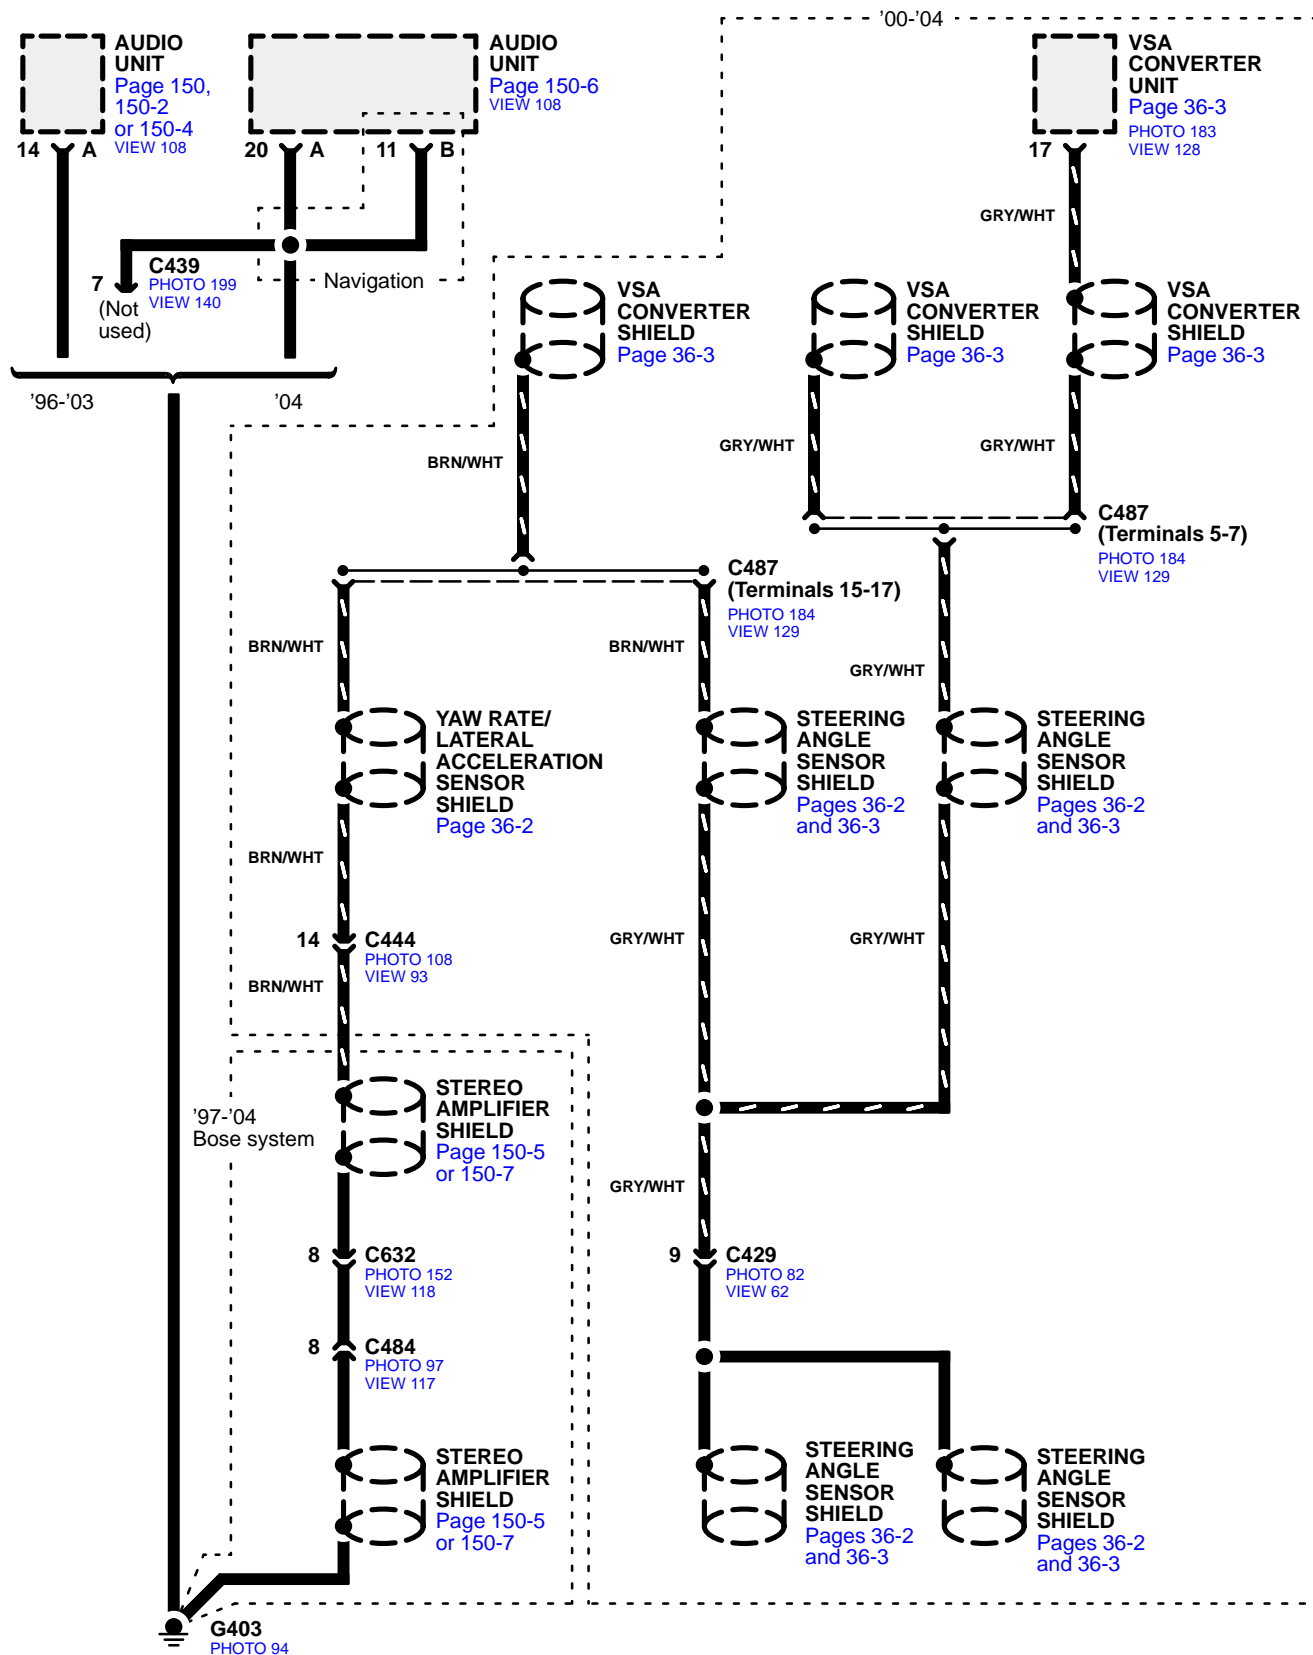 ’00-’04
AUDIO
UNIT
Page 150,
150-2
or 150-4
VIEW 108
14 A
AUDIO
UNIT
Page 150-6
VIEW 108
20 A
11 B
VSA
CONVERTER
UNIT
Page 36-3
PHOTO 183
VIEW 128
17
GRY/WHT
C439
PHOTO 199
VIEW 140
7
(Not
used)
Navigation
’96-’03
’04
VSA
CONVERTER
SHIELD
Page 36-3
VSA
CONVERTER
SHIELD
Page 36-3
VSA
CONVERTER
SHIELD
Page 36-3
BRN/WHT
GRY/WHT
GRY/WHT
C487
(Terminals 5-7)
PHOTO 184
VIEW 129
C487
(Terminals 15-17)
PHOTO 184
VIEW 129
BRN/WHT
BRN/WHT
GRY/WHT
YAW RATE/
LATERAL
ACCELERATION
SENSOR
SHIELD
Page 36-2
STEERING
ANGLE
SENSOR
SHIELD
Pages 36-2
and 36-3
STEERING
ANGLE
SENSOR
SHIELD
Pages 36-2
and 36-3
BRN/WHT
14 C444
PHOTO 108
VIEW 93
BRN/WHT
GRY/WHT
GRY/WHT
’97-’04
Bose system
STEREO
AMPLIFIER
SHIELD
Page 150-5
or 150-7
GRY/WHT
8 C632
PHOTO 152
VIEW 118
9 C429
PHOTO 82
VIEW 62
8 C484
PHOTO 97
VIEW 117
STEREO
AMPLIFIER
SHIELD
Page 150-5
or 150-7
STEERING
ANGLE
SENSOR
SHIELD
Pages 36-2
and 36-3
STEERING
ANGLE
SENSOR
SHIELD
Pages 36-2
and 36-3
G403
PHOTO 94